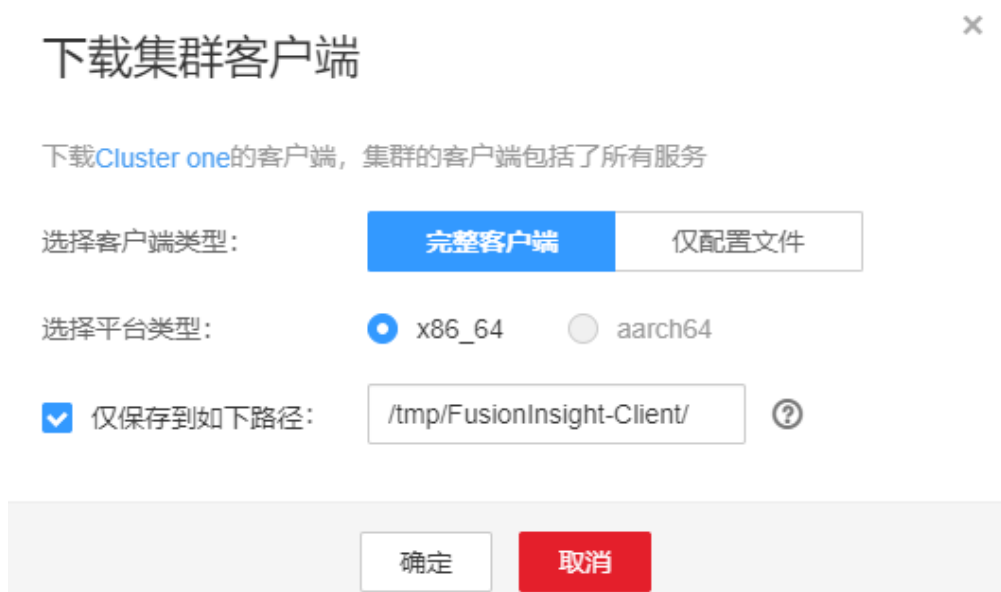 下载集群客户端
下载Cluster one的客户端，集群的客户端包括了所有服务
选择客户端类型： 完整客户端 仅配置文件
选择平台类型： x86_64 aarch64
仅保存到如下路径： /tmp/FusionInsight-Client/
确定 取消